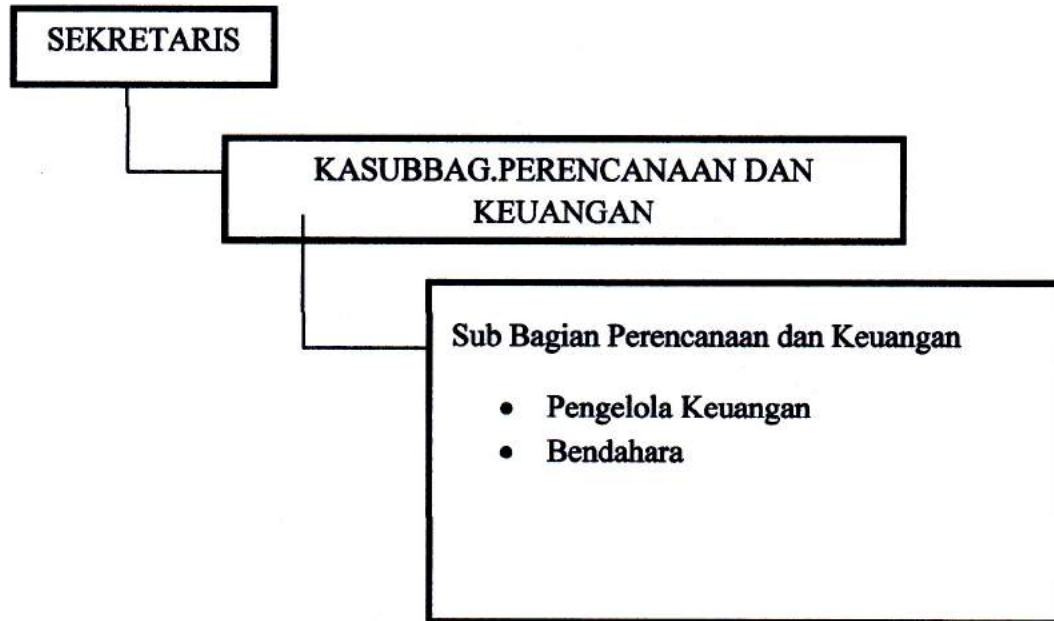 SEKRETARIS
KASUBBAG.PERENCANAAN DAN
KEUANGAN
Sub Bagian Perencanaan dan Keuangan
• Pengelola Keuangan
• Bendahara